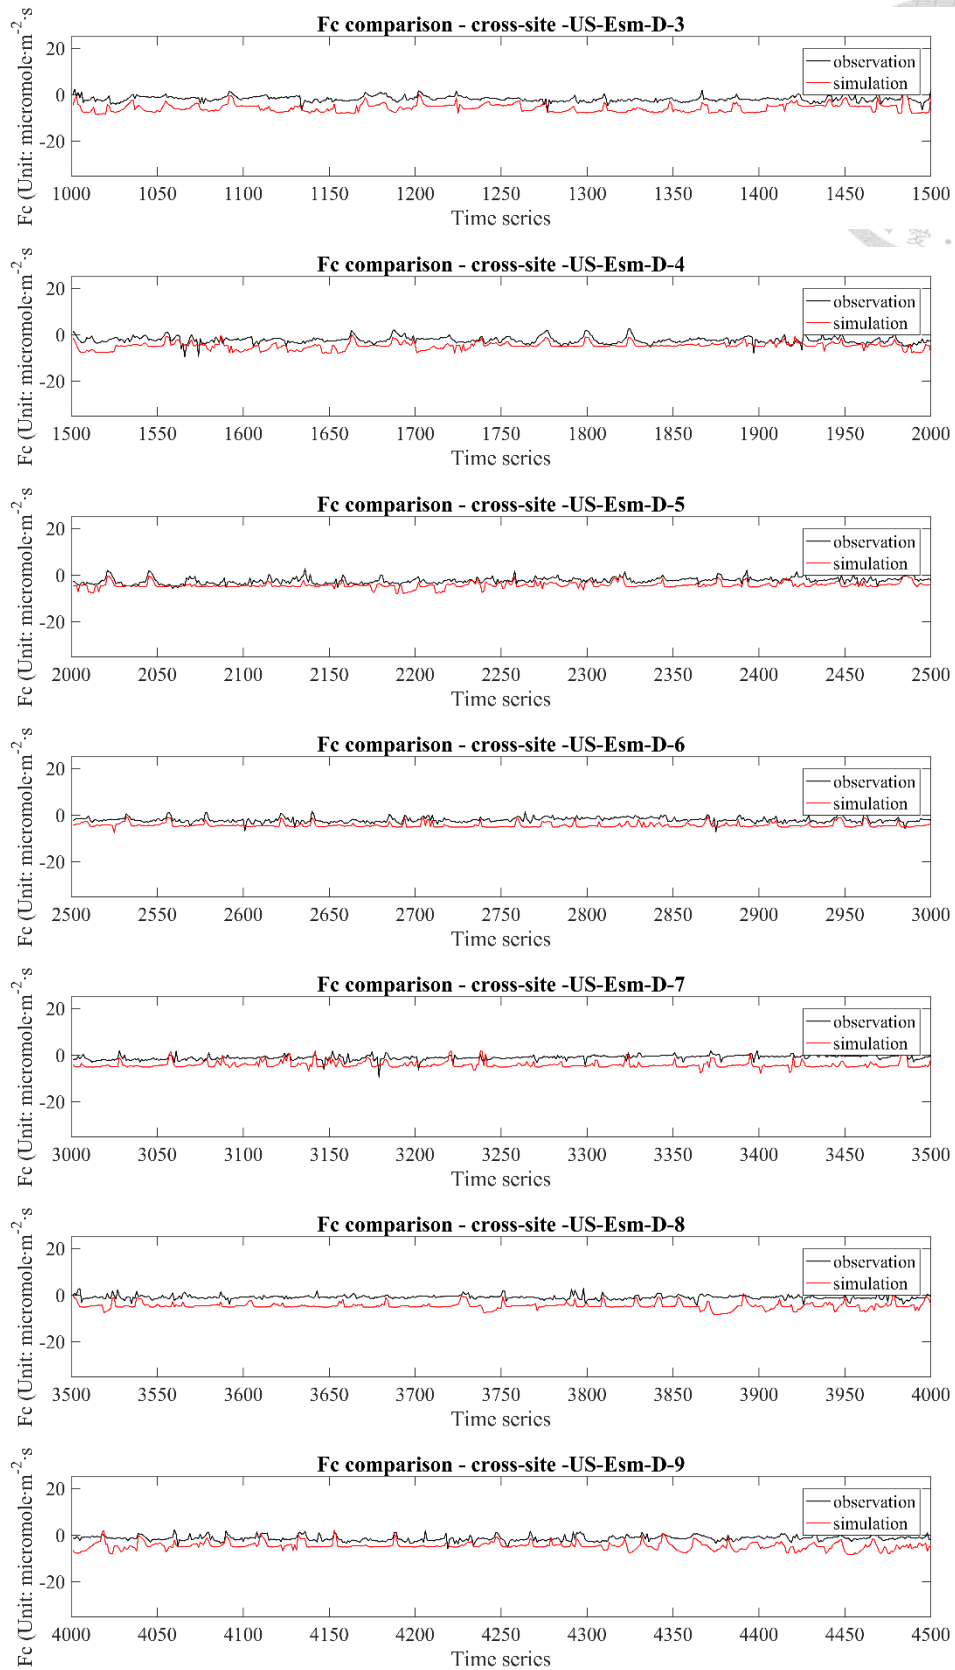 Fc comparison - cross-site -US-Esm-D-3
Fc (Unit: micromole·m-2·s
20
0
-20
observation
simulation
1000 1050 1100 1150 1200 1250 1300 1350 1400 1450 1500
Time series
愛
Fc comparison - cross-site -US-Esm-D-4
Fc (Unit: micromole·m-2·s
20
0
-20
observation
simulation
1500 1550 1600 1650 1700 1750 1800 1850 1900 1950 2000
Time series
Fc comparison - cross-site -US-Esm-D-5
Fc (Unit: micromole·m-2·s
20
0
-20
observation
simulation
2000 2050 2100 2150 2200 2250 2300 2350 2400 2450 2500
Time series
Fc comparison - cross-site -US-Esm-D-6
Fc (Unit: micromole·m-2·s
20
0
-20
observation
simulation
2500 2550 2600 2650 2700 2750 2800 2850 2900 2950 3000
Time series
Fc comparison - cross-site -US-Esm-D-7
Fc (Unit: micromole·m-2·s
20
0
-20
observation
simulation
3000 3050 3100 3150 3200 3250 3300 3350 3400 3450 3500
Time series
Fc comparison - cross-site -US-Esm-D-8
Fc (Unit: micromole·m-2·s
20
0
-20
observation
simulation
3500 3550 3600 3650 3700 3750 3800 3850 3900 3950 4000
Time series
Fc comparison - cross-site -US-Esm-D-9
Fc (Unit: micromole·m-2·s
20
0
-20
observation
simulation
4000 4050 4100 4150 4200 4250 4300 4350 4400 4450 4500
Time series